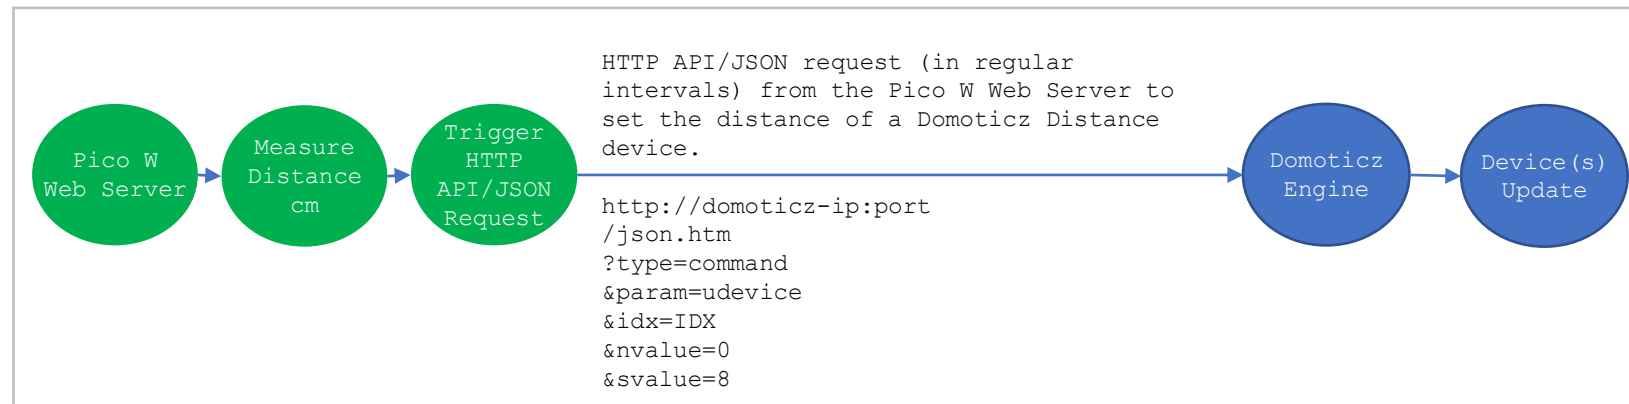 Pico W
Web Server
Measure
Distance
cm
Trigger
HTTP
API/JSON
Request
HTTP API/JSON request (in regular
intervals) from the Pico W Web Server to
set the distance of a Domoticz Distance
device.
http://domoticz-ip:port
/json.htm
?type=command
&param=udevice
&idx=IDX
&nvalue=0
&svalue=8
Domoticz
Engine
Device(s)
Update